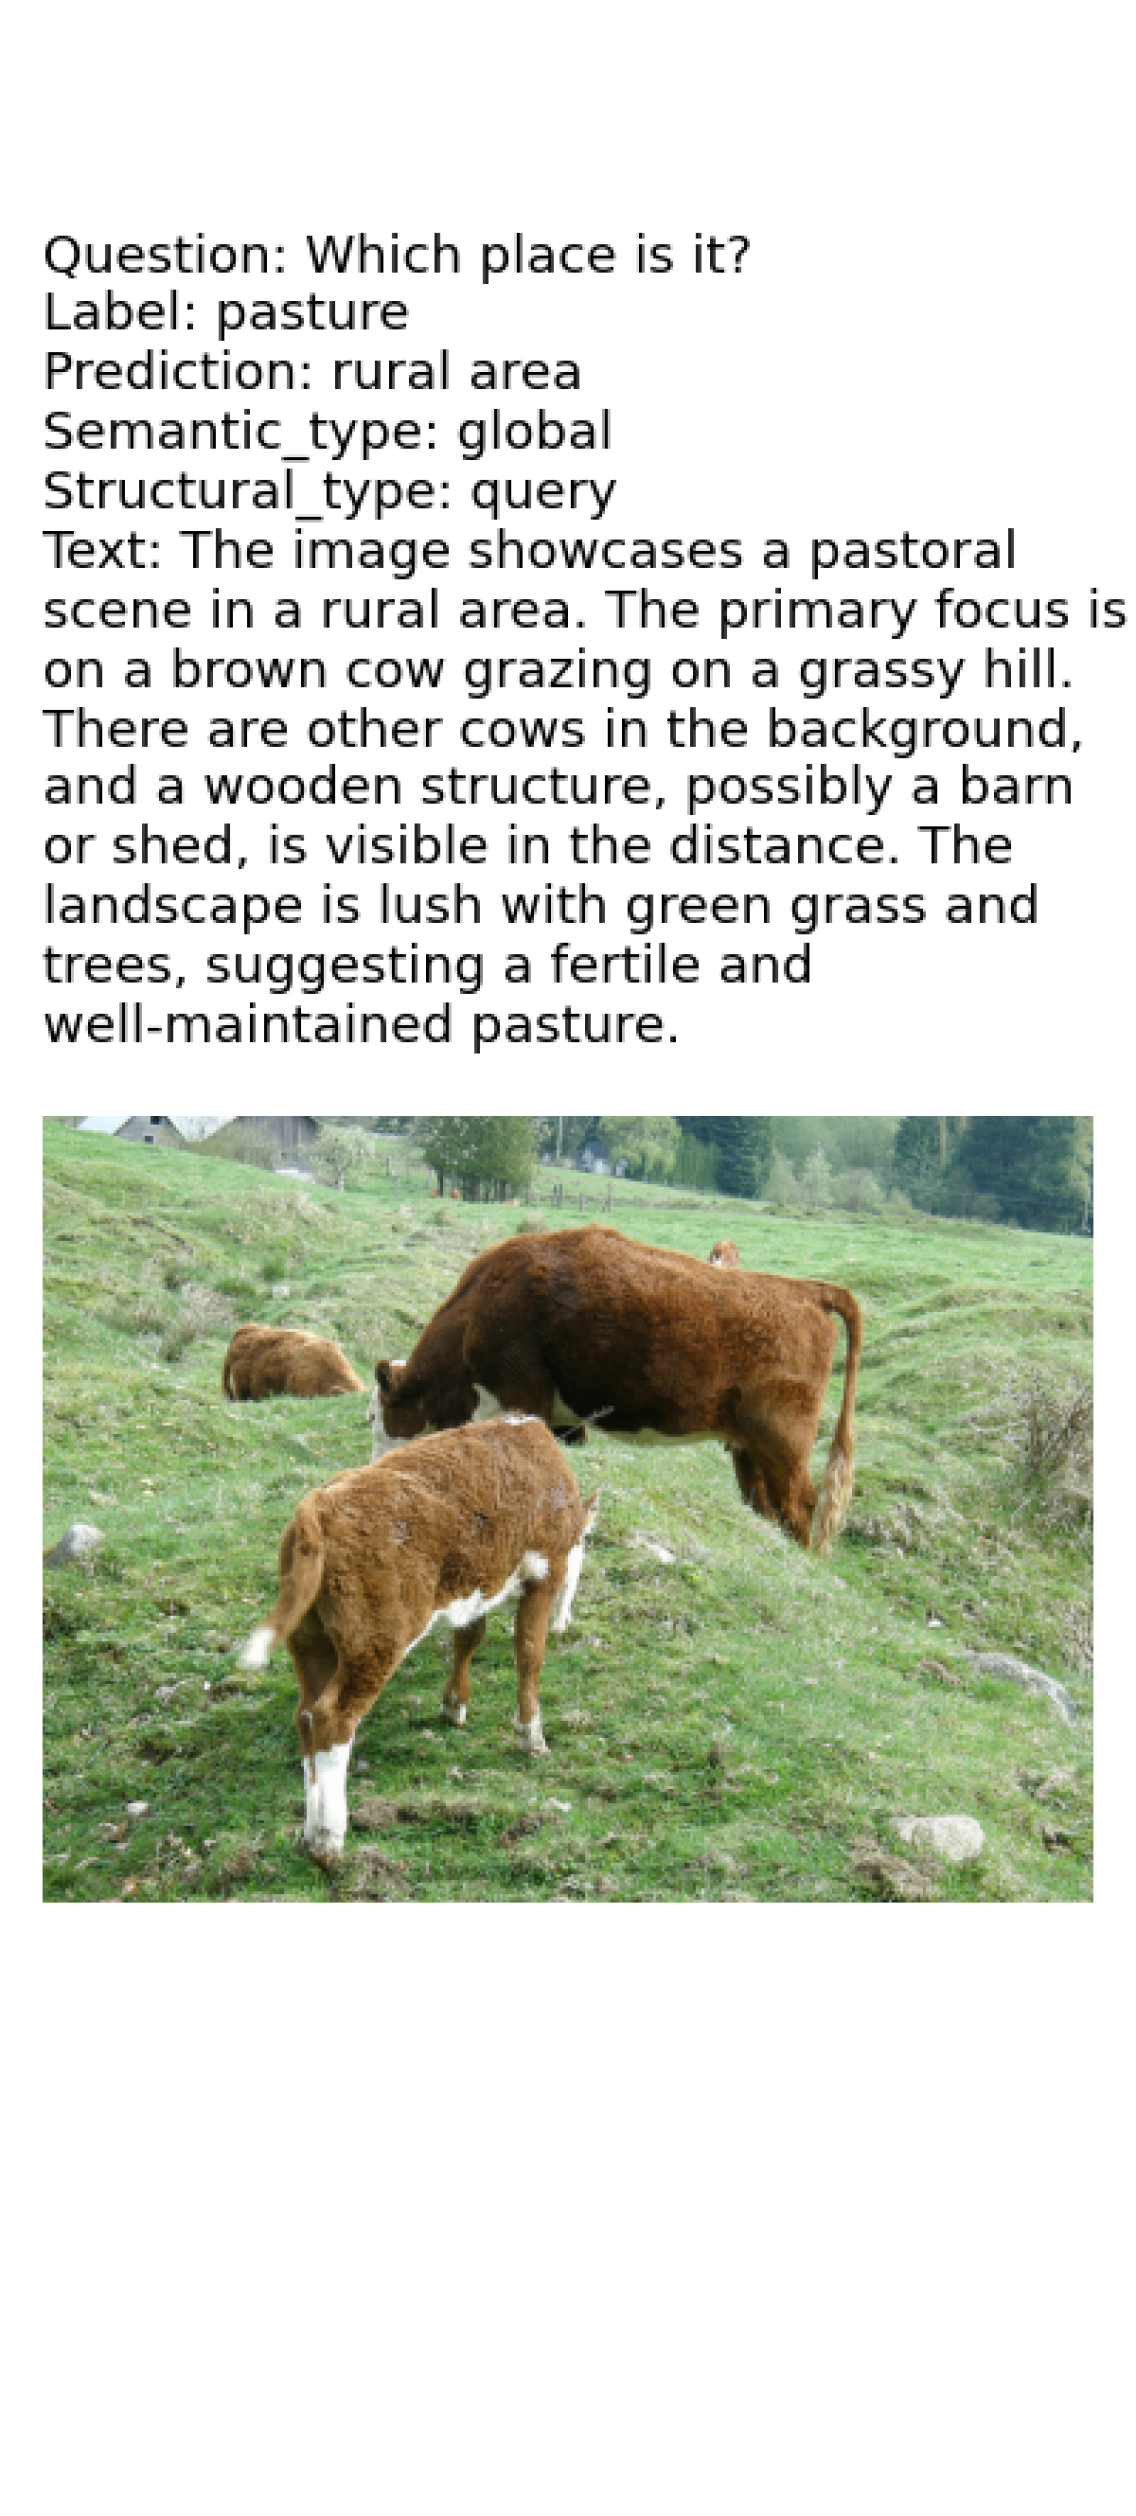 Question: Which place is it?
Label: pasture
Prediction: rural area
Semantic_type: global
Structural_type: query
Text: The image showcases a pastoral
scene in a rural area. The primary focus is
on a brown cow grazing on a grassy hill.
There are other cows in the background,
and a wooden structure, possibly a barn
or shed, is visible in the distance. The
landscape is lush with green grass and
trees, suggesting a fertile and
well-maintained pasture.